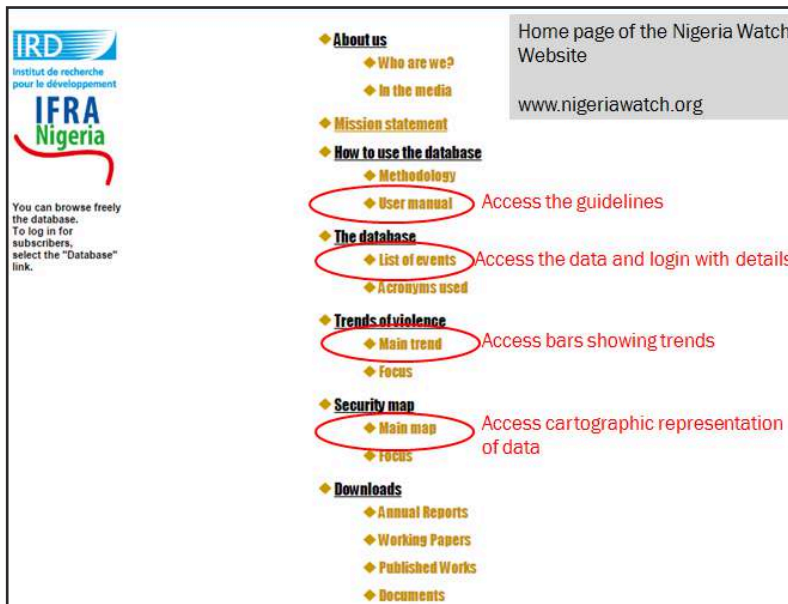 IRD
Institut de recherche
pour le développement
IFRA
Nigeria
You can browse freely
the database.
To log in for
subscribers,
select the "Database"
link.
About us
Who are we?
In the media
Mission statement
How to use the database
Methodology
User manual
The database
List of events
Acronyms used
Trends of violence
Main trend
Focus
Security map
Main map
Focus
Downloads
Annual Reports
Working Papers
Published Works
Documents
Home page of the Nigeria Watch
Website
www.nigeriawatch.org
Access the guidelines
Access the data and login with details
Access bars showing trends
Access cartographic representation
of data